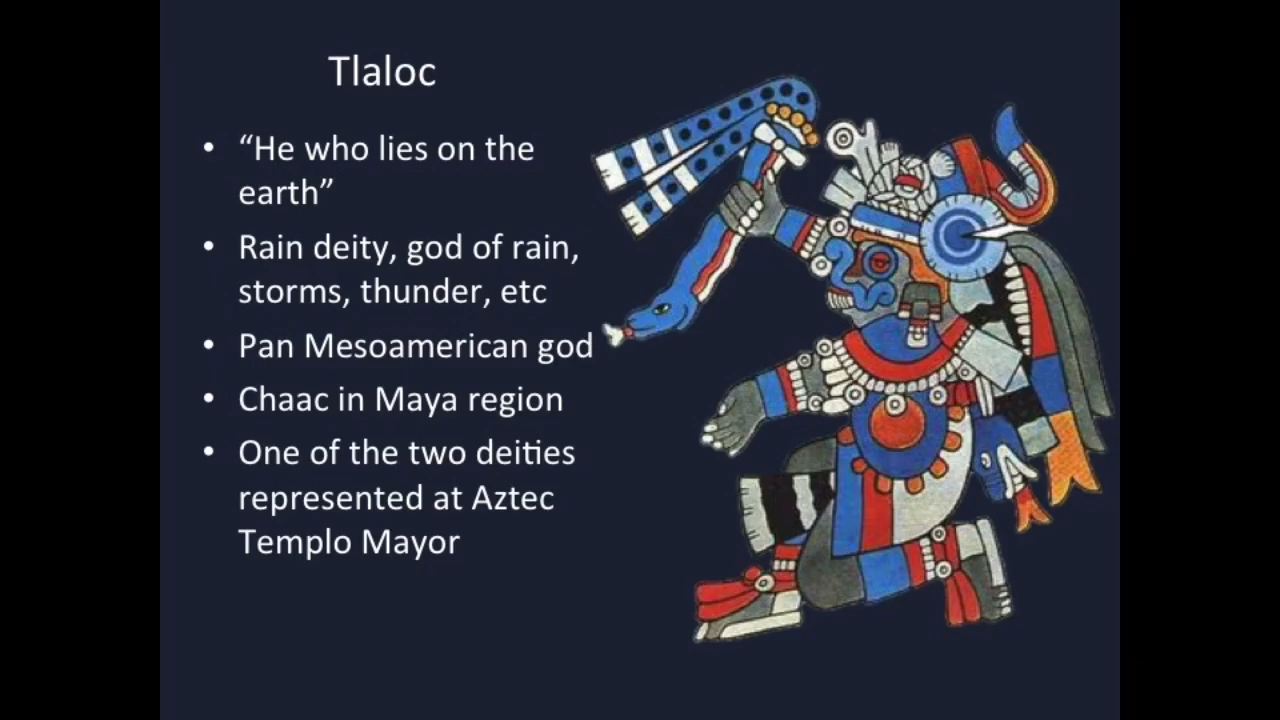 Tlaloc
• “He who lies on the
earth”
• Rain deity, god of rain,
storms, thunder, etc
• Pan Mesoamerican god
• Chaac in Maya region
• One of the two deities
represented at Aztec
Templo Mayor